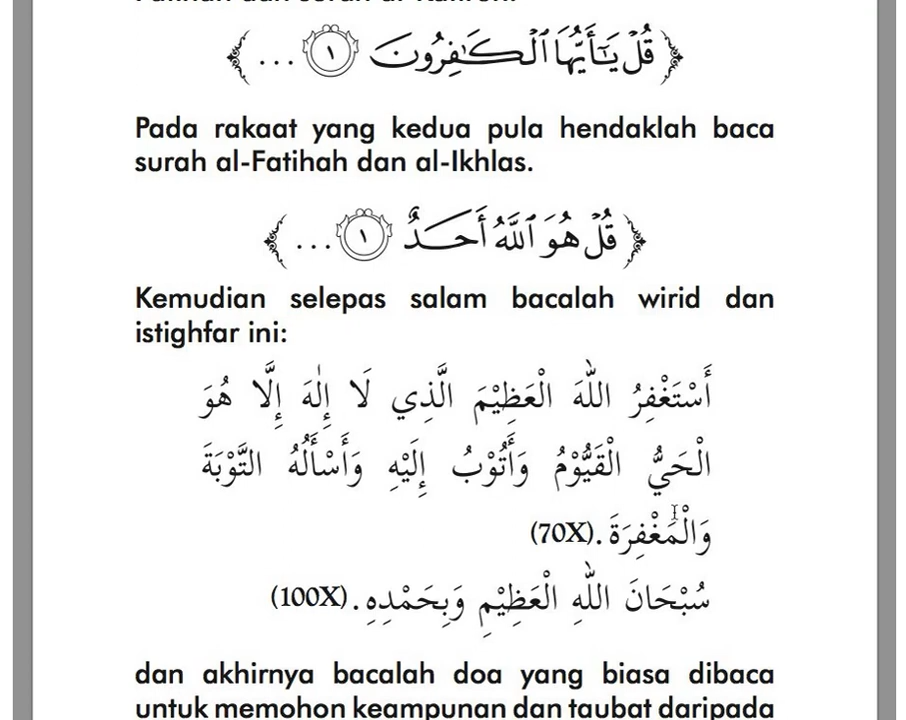 ﴿ قُلْ يَـٰٓأَيُّهَا ٱلْكَـٰفِرُونَ ١ ... ﴾
Pada rakaat yang kedua pula hendaklah baca
surah al-Fatihah dan al-Ikhlas.
﴿ قُلْ هُوَ ٱللَّهُ أَحَدٌ ١ ... ﴾
Kemudian selepas salam bacalah wirid dan
istighfar ini:
أَسْتَغْفِرُ اللّٰهَ الْعَظِيْمَ الَّذِي لَا إِلٰهَ إِلَّا هُوَ
الْحَيُّ الْقَيُّوْمُ وَأَتُوْبُ إِلَيْهِ وَأَسْأَلُهُ التَّوْبَةَ
وَالْمَغْفِرَةَ. (70X)
سُبْحَانَ اللّٰهِ الْعَظِيْمِ وَبِحَمْدِهِ. (100X)
dan akhirnya bacalah doa yang biasa dibaca
untuk memohon keampunan dan taubat daripada